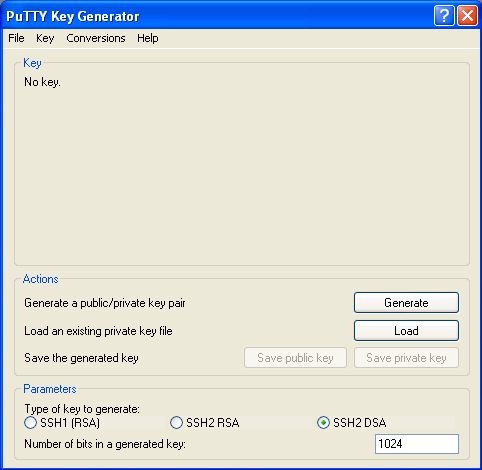 PuTTY Key Generator
File Key Conversions Help
Key
No key.
Actions
Generate a public/private key pair Generate
Load an existing private key file Load
Save the generated key Save public key Save private key
Parameters
Type of key to generate:
SSH1 (RSA) SSH2 RSA SSH2 DSA
Number of bits in a generated key: 1024